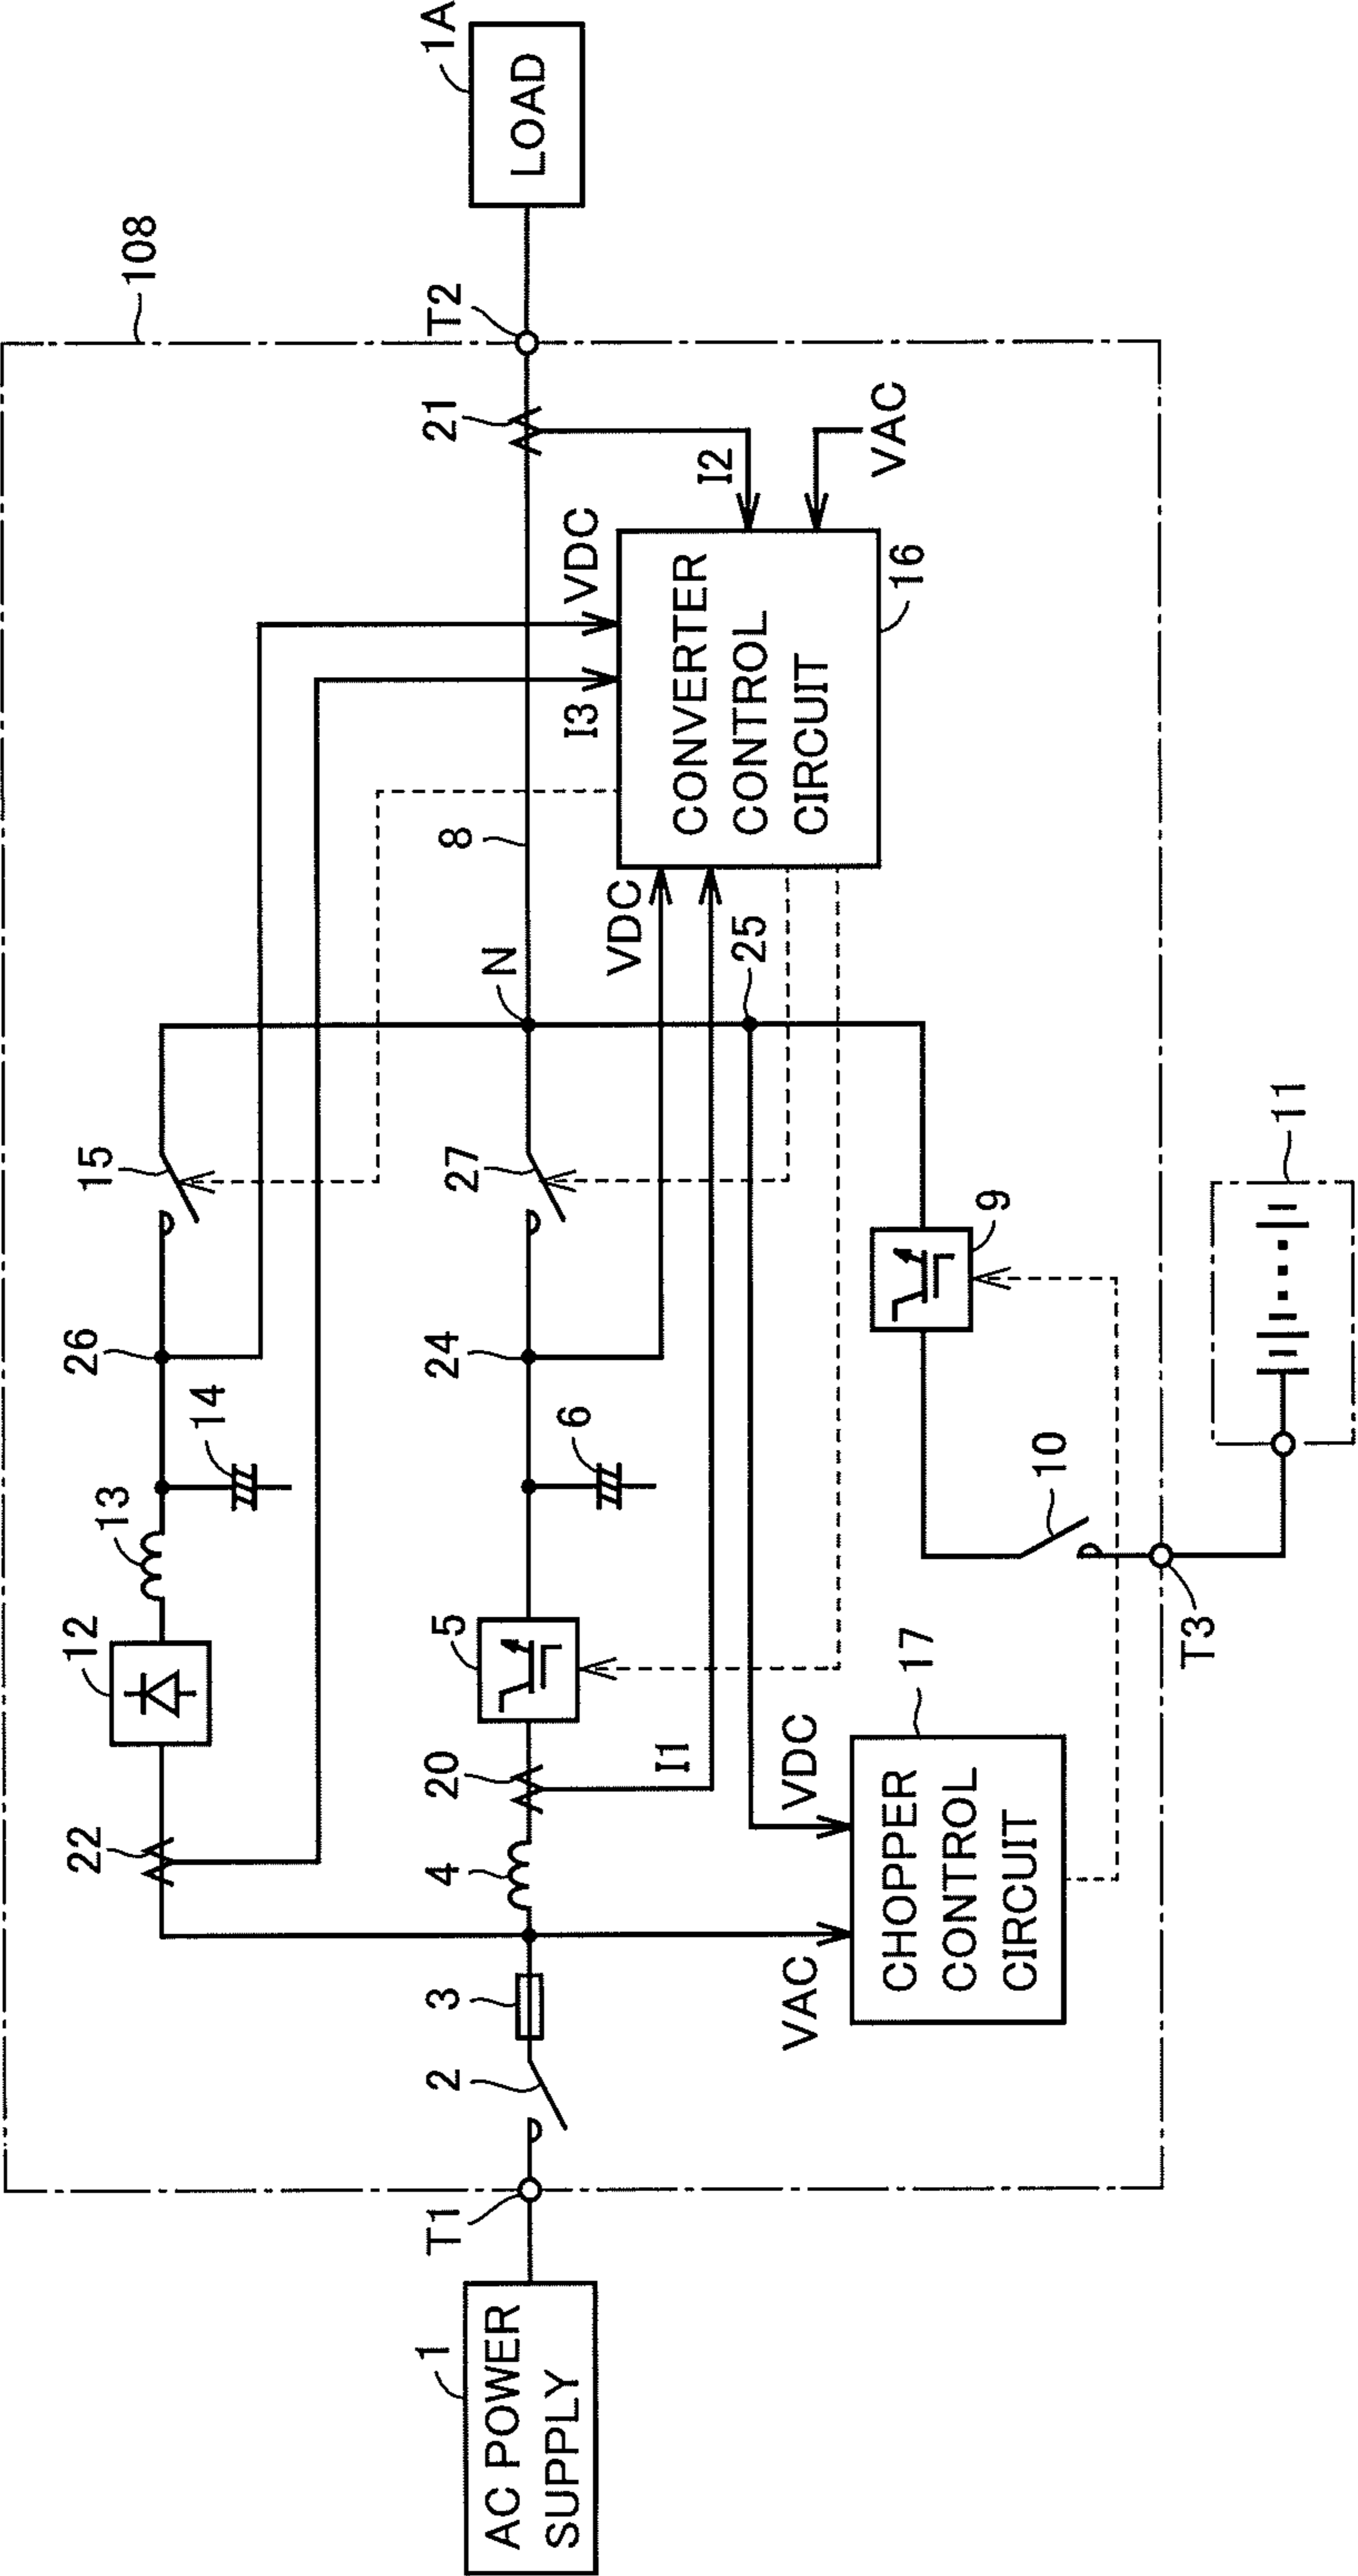 108
15
26
14
13
12
22
1A
LOAD
T2
21
I2
VAC
VDC
I3
8
N
VDC
CONVERTER
CONTROL
CIRCUIT
16
25
27
24
6
5
20
I1
4
3
2
T1
1
AC POWER
SUPPLY
9
10
11
T3
VDC
VAC
17
CHOPPER
CONTROL
CIRCUIT